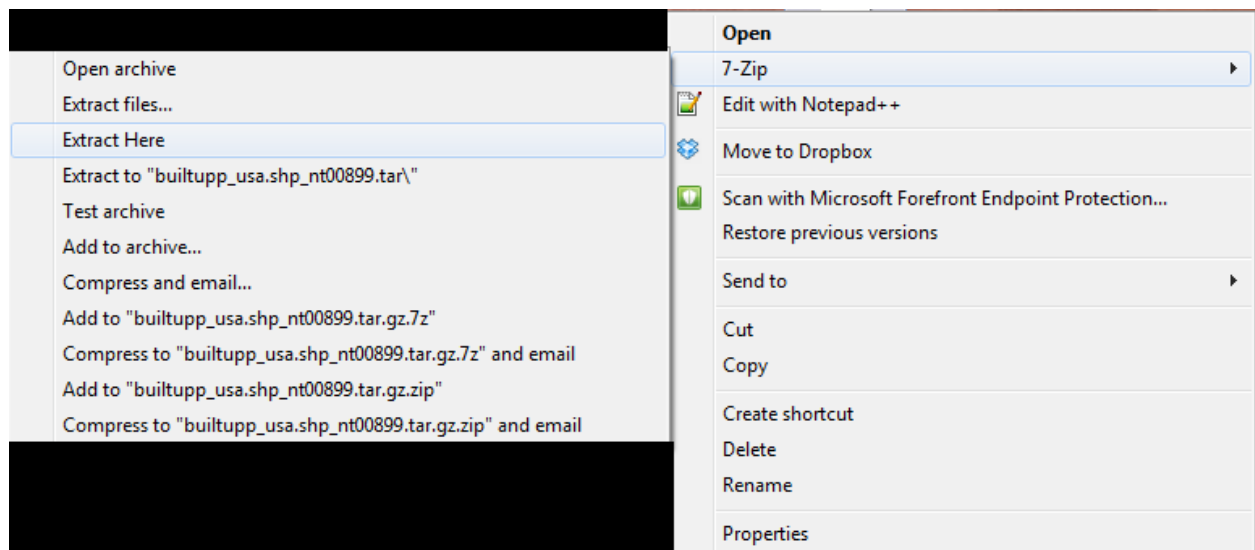 Open
7-Zip
Edit with Notepad++
Move to Dropbox
Scan with Microsoft Forefront Endpoint Protection...
Restore previous versions
Send to
Cut
Copy
Create shortcut
Delete
Rename
Properties
Open archive
Extract files...
Extract Here
Extract to "builtupp_usa.shp_nt00899.tar\"
Test archive
Add to archive...
Compress and email...
Add to "builtupp_usa.shp_nt00899.tar.gz.7z"
Compress to "builtupp_usa.shp_nt00899.tar.gz.7z" and email
Add to "builtupp_usa.shp_nt00899.tar.gz.zip"
Compress to "builtupp_usa.shp_nt00899.tar.gz.zip" and email